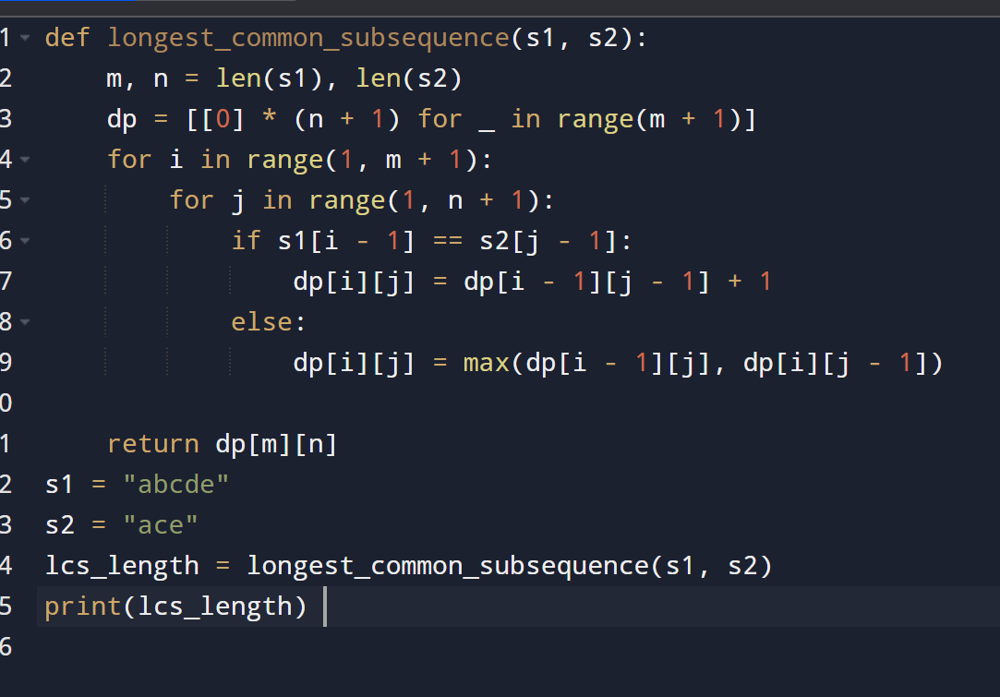 1 def longest_common_subsequence(s1, s2):
2     m, n = len(s1), len(s2)
3     dp = [[0] * (n + 1) for _ in range(m + 1)]
4     for i in range(1, m + 1):
5         for j in range(1, n + 1):
6             if s1[i - 1] == s2[j - 1]:
7                 dp[i][j] = dp[i - 1][j - 1] + 1
8             else:
9                 dp[i][j] = max(dp[i - 1][j], dp[i][j - 1])
0
1     return dp[m][n]
2 s1 = "abcde"
3 s2 = "ace"
4 lcs_length = longest_common_subsequence(s1, s2)
5 print(lcs_length)
6